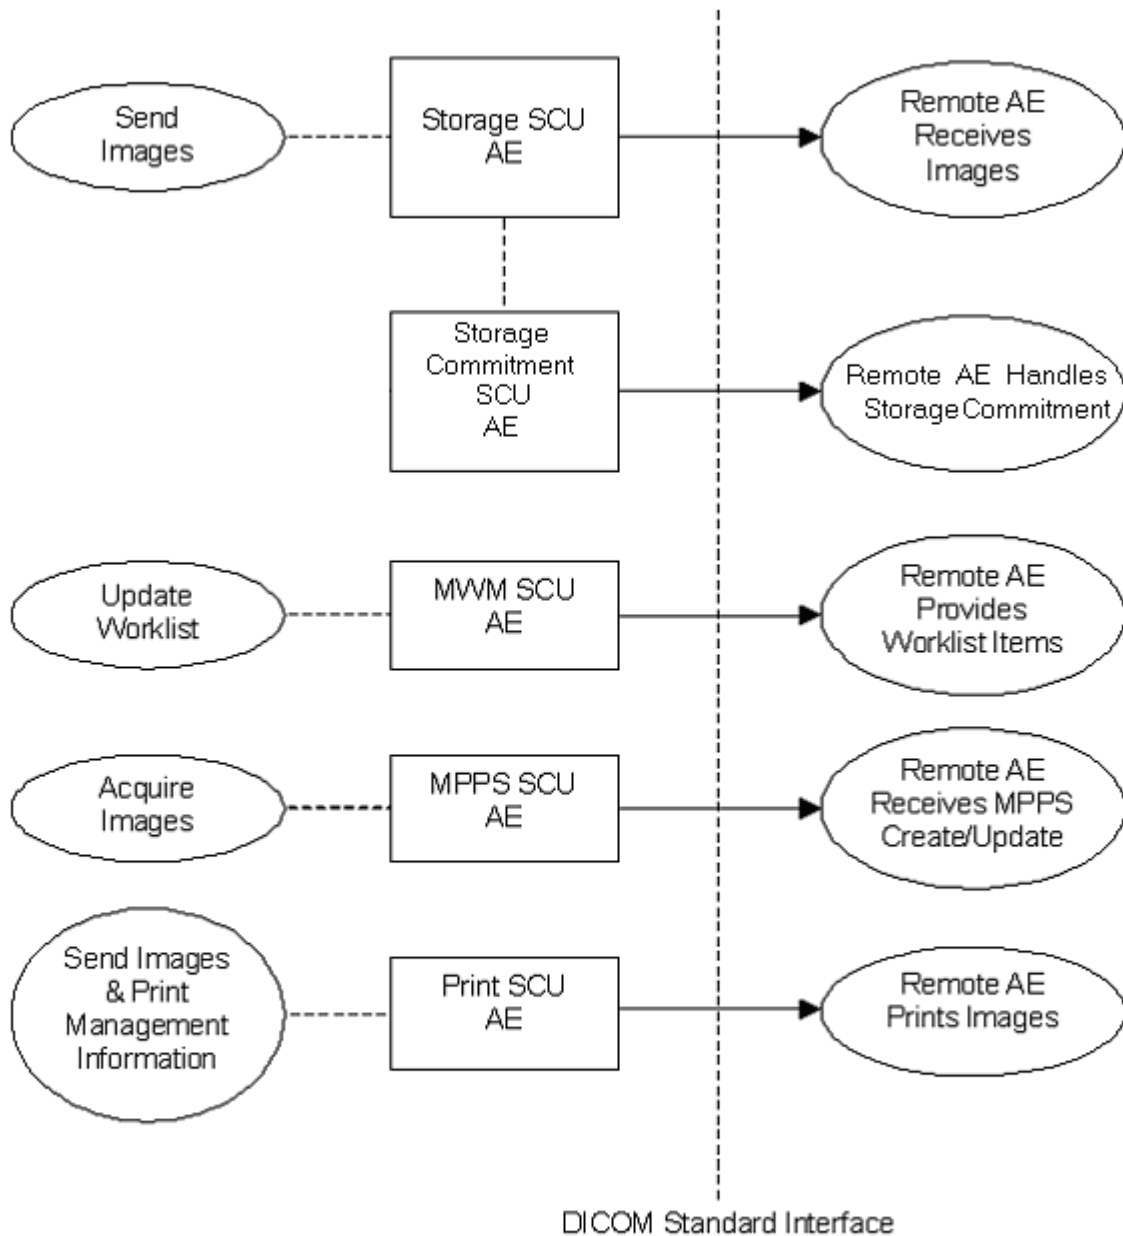 Send
Images
Storage SCU
AE
Remote AE
Receives
Images
Storage
Commitment
SCU
AE
Remote AE Handles
Storage Commitment
Update
Worklist
MWM SCU
AE
Remote AE
Provides
Worklist Items
Acquire
Images
MPPS SCU
AE
Remote AE
Receives MPPS
Create/Update
Send Images
& Print
Management
Information
Print SCU
AE
Remote AE
Prints Images
DICOM Standard Interface